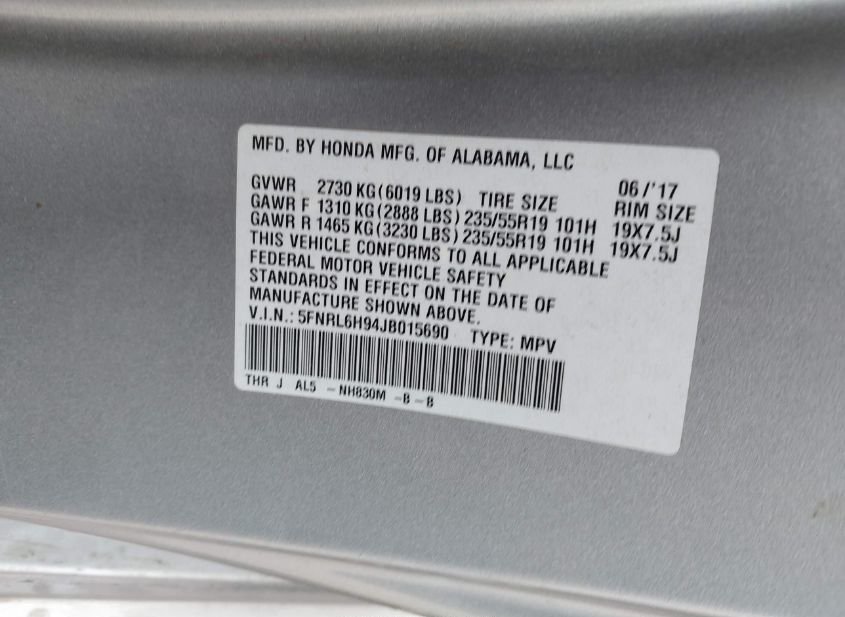 MFD. BY HONDA MFG. OF ALABAMA, LLC
06/'17
GVWR 2730 KG(6019 LBS) TIRE SIZE RIM SIZE
GAWR F 1310 KG(2888 LBS) 235/55R19 101H 19X7.5J
GAWR R 1465 KG(3230 LBS) 235/55R19 101H 19X7.5J
THIS VEHICLE CONFORMS TO ALL APPLICABLE
FEDERAL MOTOR VEHICLE SAFETY
STANDARDS IN EFFECT ON THE DATE OF
MANUFACTURE SHOWN ABOVE.
V.I.N.: 5FNRL6H94JB015690 TYPE: MPV
THR J AL5 - NH830M -B-B